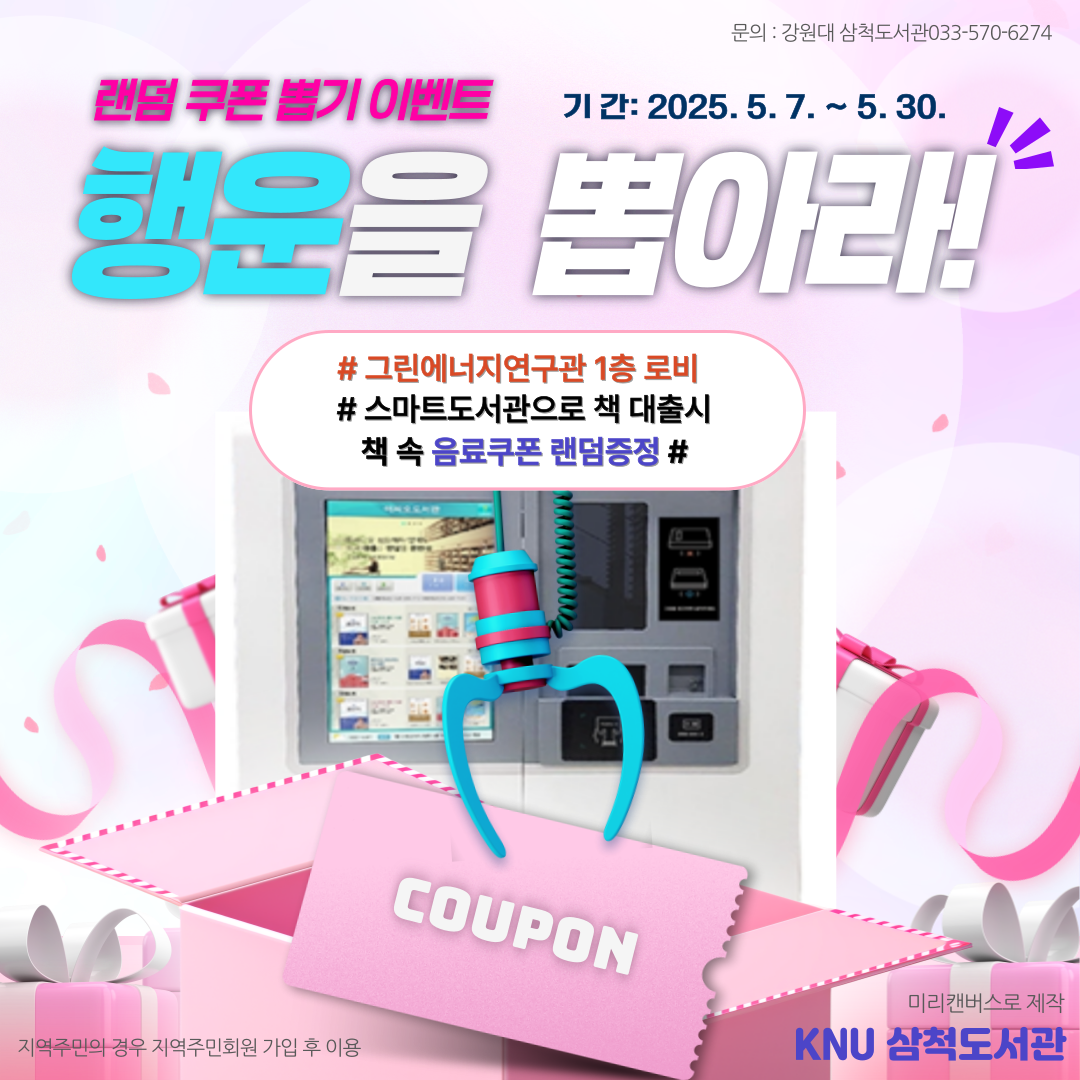 문의 : 강원대 삼척도서관033-570-6274
랜덤 쿠폰 뽑기 이벤트
기 간: 2025. 5. 7. ~ 5. 30.
행운을 뽑아라!
# 그린에너지연구관 1층 로비
# 스마트도서관으로 책 대출시
책 속 음료쿠폰 랜덤증정 #
COUPON
미리캔버스로 제작
지역주민의 경우 지역주민회원 가입 후 이용
KNU 삼척도서관